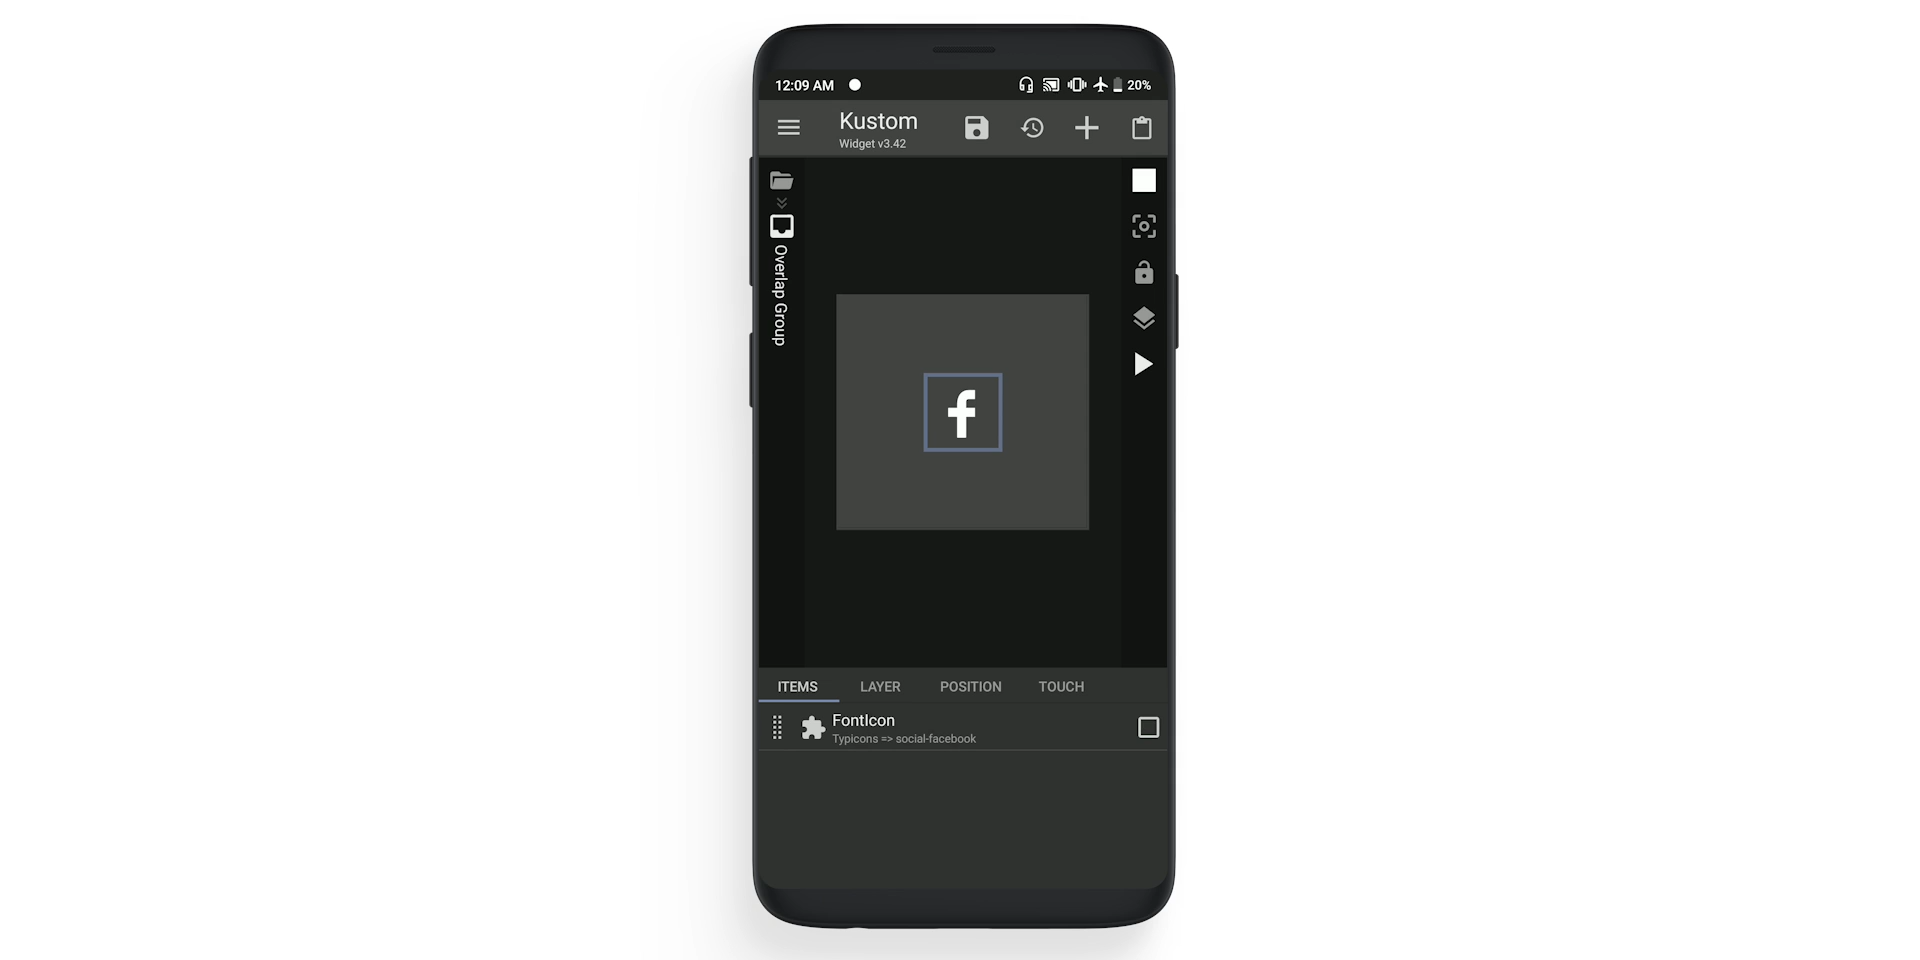 12:09 AM
20%
Kustom
Widget v3.42
Overlap Group
f
ITEMS
LAYER
POSITION
TOUCH
FontIcon
Typicons => social-facebook